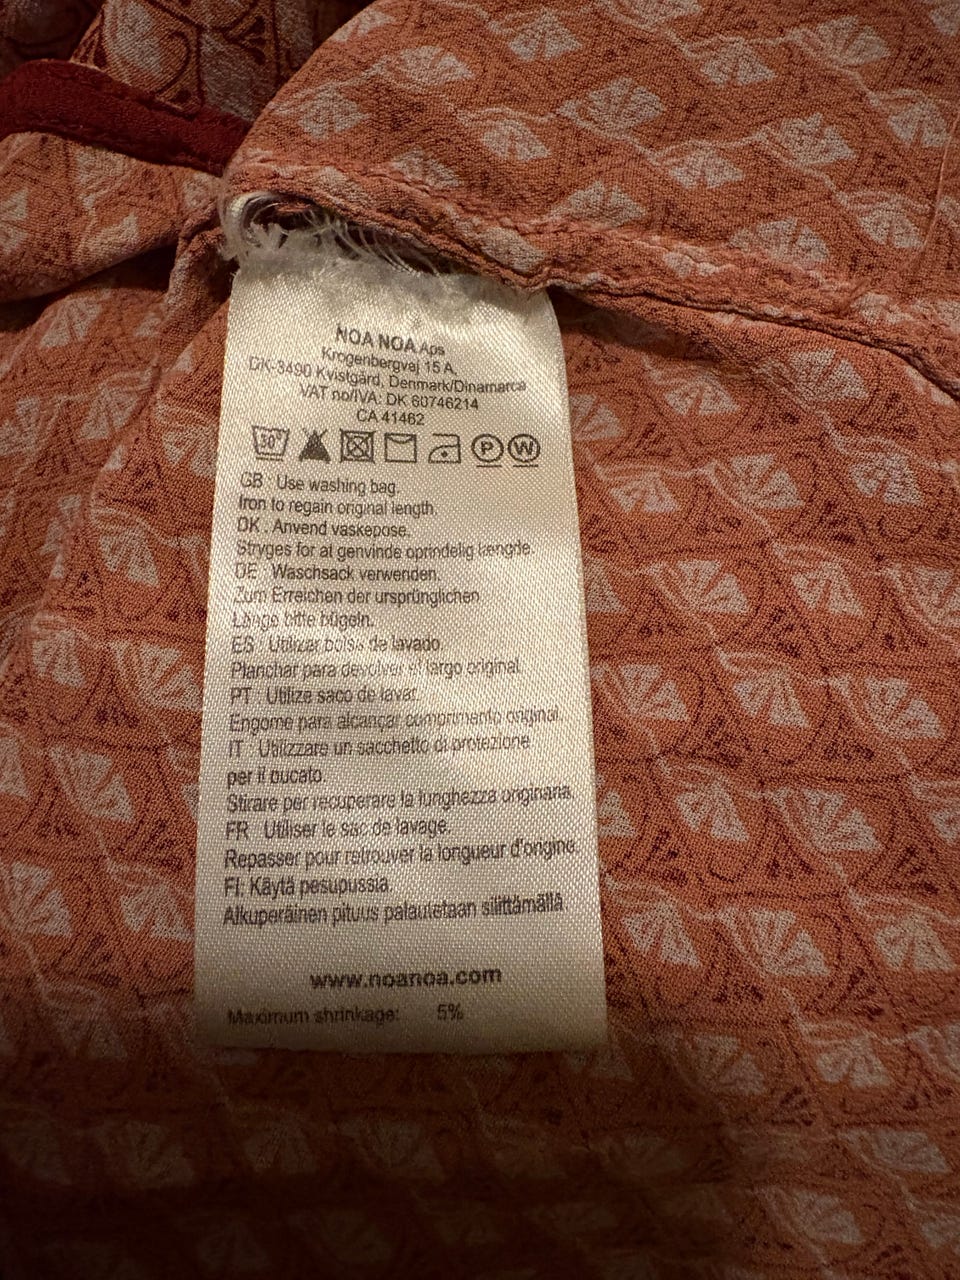 NOA NOA Aps
Krogenbergvej 15 A,
DK-3490 Kvistgård, Denmark/Dinamarca
VAT no/IVA: DK 60746214
CA 41462
30° P W
GB : Use washing bag.
Iron to regain original length.
DK : Anvend vaskepose.
Stryges for at genvinde oprindelig længde.
DE : Waschsack verwenden.
Zum Erreichen der ursprünglichen
Länge bitte bügeln.
ES : Utilizar bolsa de lavado.
Planchar para devolver el largo original.
PT : Utilize saco de lavar.
Engome para alcançar comprimento original.
IT : Utilizzare un sacchetto di protezione
per il bucato.
Stirare per recuperare la lunghezza originaria.
FR : Utiliser le sac de lavage.
Repasser pour retrouver la longueur d'origine.
FI: Käytä pesupussia.
Alkuperäinen pituus palautetaan silittämällä.
www.noanoa.com
Maximum shrinkage: 5%